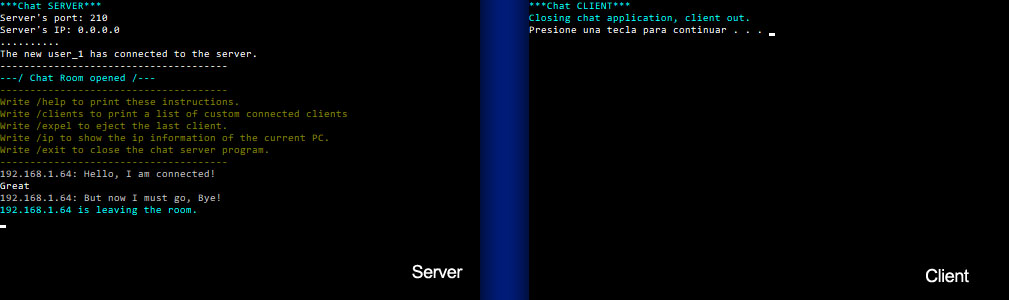 ***Chat SERVER***
Server's port: 210
Server's IP: 0.0.0.0
..........
The new user_1 has connected to the server.
--------------------------------------
---/ Chat Room opened /---
--------------------------------------
Write /help to print these instructions.
Write /clients to print a list of custom connected clients
Write /expel to eject the last client.
Write /ip to show the ip information of the current PC.
Write /exit to close the chat server program.
--------------------------------------
192.168.1.64: Hello, I am connected!
Great
192.168.1.64: But now I must go, Bye!
192.168.1.64 is leaving the room.
Server
***Chat CLIENT***
Closing chat application, client out.
Presione una tecla para continuar . . .
Client